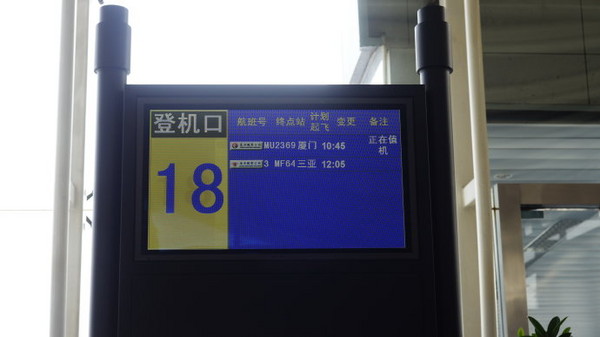 登机口
18
航班号 终点站 计划起飞 变更 备注
MU2369 厦门 10:45 正在值机
3 MF64 三亚 12:05